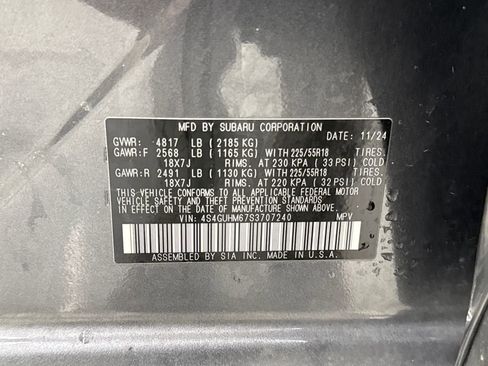 MFD BY SUBARU CORPORATION
GVWR: 4817 LB (2185 KG) DATE: 11/24
GAWR:F 2568 LB (1165 KG) WITH 225/55R18 TIRES.
18X7J RIMS. AT 230 KPA (33 PSI) COLD
GAWR:R 2491 LB (1130 KG) WITH 225/55R18 TIRES.
18X7J RIMS. AT 220 KPA (32 PSI) COLD
THIS VEHICLE CONFORMS TO ALL APPLICABLE FEDERAL MOTOR
VEHICLE SAFETY AND THEFT PREVENTION STANDARDS IN
EFFECT ON THE DATE OF MANUFACTURE SHOWN ABOVE.
VIN: 4S4GUHM67S3707240 MPV
ASSEMBLED BY SIA INC. MADE IN U.S.A.